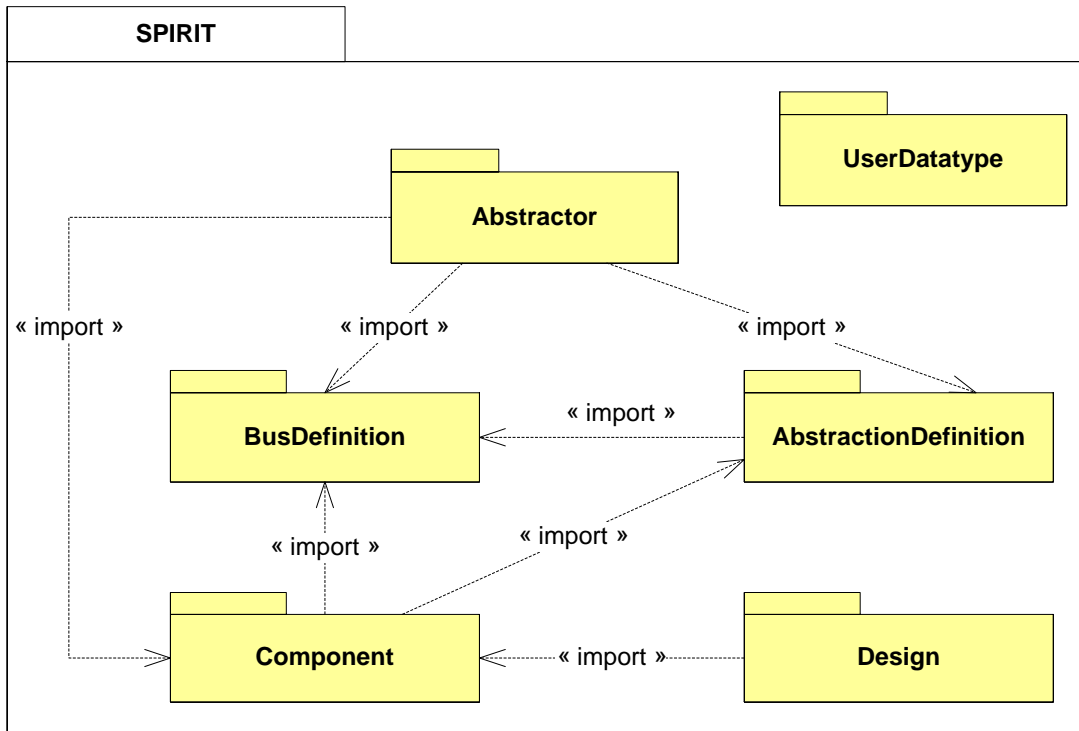 SPIRIT
UserDatatype
Abstractor
« import »
« import »
« import »
BusDefinition
« import »
AbstractionDefinition
« import »
« import »
Component
« import »
Design